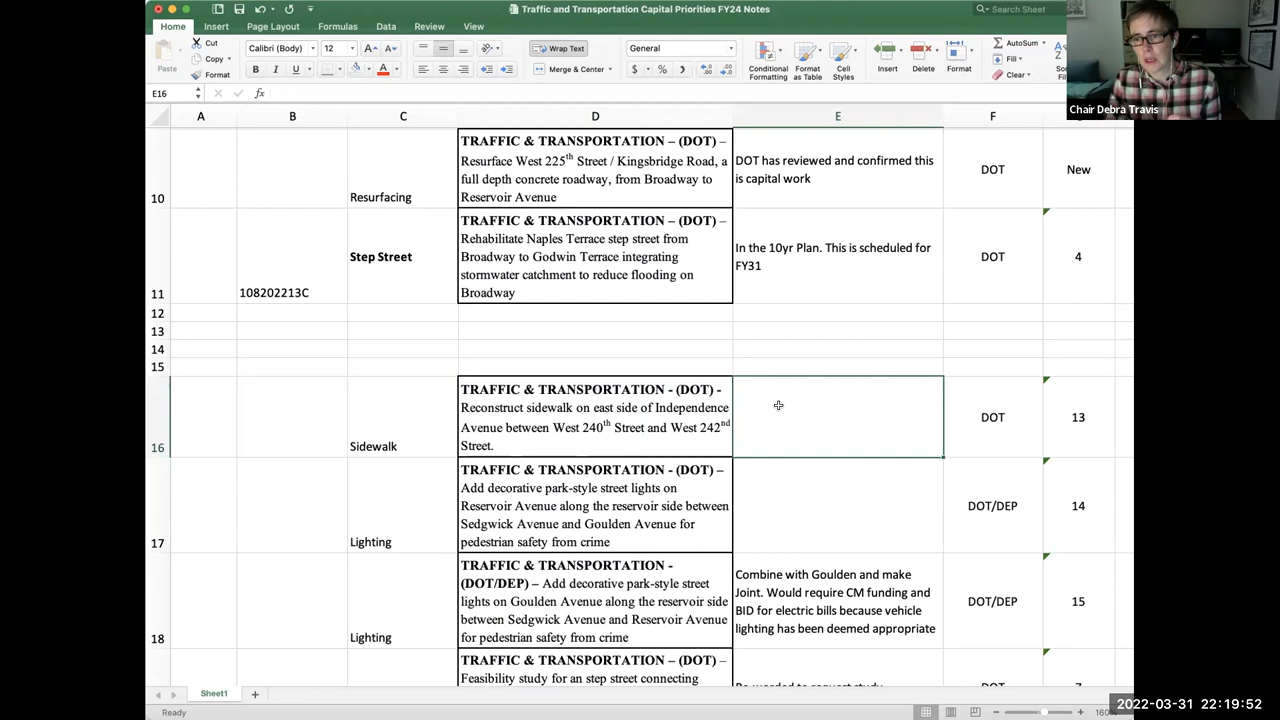 Traffic and Transportation Capital Priorities FY24 Notes
Search Sheet
Home Insert Page Layout Formulas Data Review View
Paste
Cut
Copy
Format
Calibri (Body) 12 A A
B I U A
Wrap Text
Merge & Center
General
$ % )
Conditional Formatting
Format as Table
Cell Styles
Insert
Delete
Format
AutoSum
Fill
Clear
Chair Debra Travis
E16 fx
A B C D E F
10 Resurfacing
TRAFFIC & TRANSPORTATION – (DOT) –
Resurface West 225th Street / Kingsbridge Road, a
full depth concrete roadway, from Broadway to
Reservoir Avenue
DOT has reviewed and confirmed this
is capital work
DOT
New
11 108202213C Step Street
TRAFFIC & TRANSPORTATION – (DOT) –
Rehabilitate Naples Terrace step street from
Broadway to Godwin Terrace integrating
stormwater catchment to reduce flooding on
Broadway
In the 10yr Plan. This is scheduled for
FY31
DOT
4
12
13
14
15
16 Sidewalk
TRAFFIC & TRANSPORTATION - (DOT) -
Reconstruct sidewalk on east side of Independence
Avenue between West 240th Street and West 242nd
Street.
DOT
13
17 Lighting
TRAFFIC & TRANSPORTATION - (DOT) –
Add decorative park-style street lights on
Reservoir Avenue along the reservoir side between
Sedgwick Avenue and Goulden Avenue for
pedestrian safety from crime
DOT/DEP
14
18 Lighting
TRAFFIC & TRANSPORTATION -
(DOT/DEP) – Add decorative park-style street
lights on Goulden Avenue along the reservoir side
between Sedgwick Avenue and Reservoir Avenue
for pedestrian safety from crime
Combine with Goulden and make
Joint. Would require CM funding and
BID for electric bills because vehicle
lighting has been deemed appropriate
DOT/DEP
15
TRAFFIC & TRANSPORTATION – (DOT) –
Feasibility study for an step street connecting
Sheet1 +
Ready
160%
2022-03-31 22:19:52